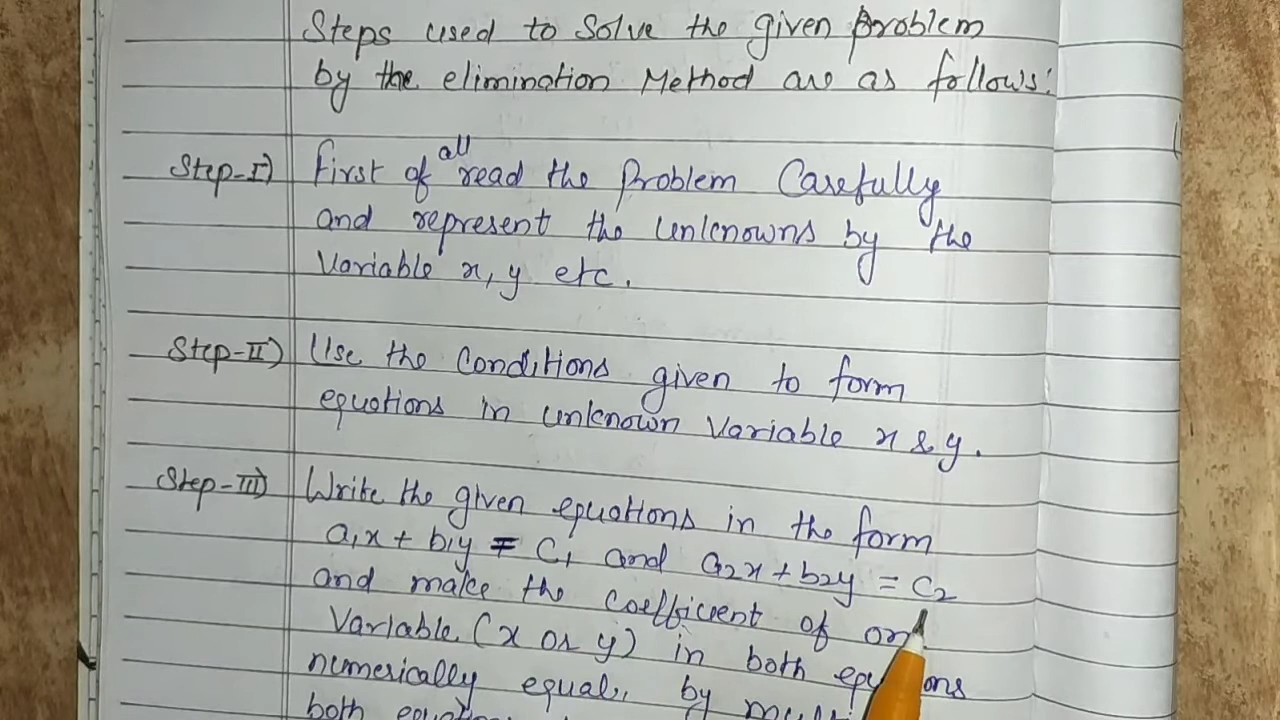 Steps used to Solve the given problem
by the elimination Method are as follows:
Step-I) First of all read the Problem Carefully
and represent the unknowns by the
Variable x, y etc.
Step-II) Use the Conditions given to form
equations in unknown Variable x & y.
Step-III) Write the given equations in the form
a₁x + b₁y = C₁ and a₂x + b₂y = C₂
and make the coefficient of
Variable (x or y) in both
numerically equal, by
both